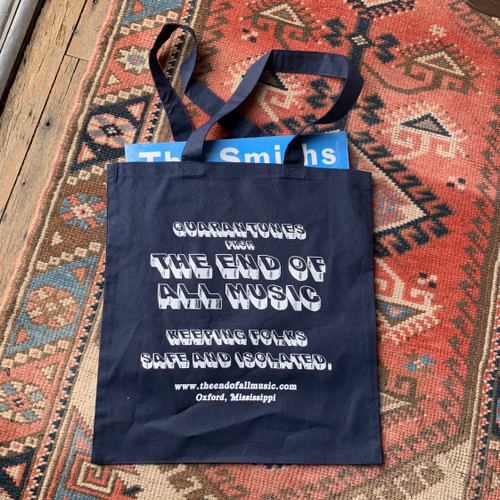 The Smiths
QUARANTUNES
FROM
THE END OF
ALL MUSIC
KEEPING FOLKS
SAFE AND ISOLATED.
www.theendofallmusic.com
Oxford, Mississippi